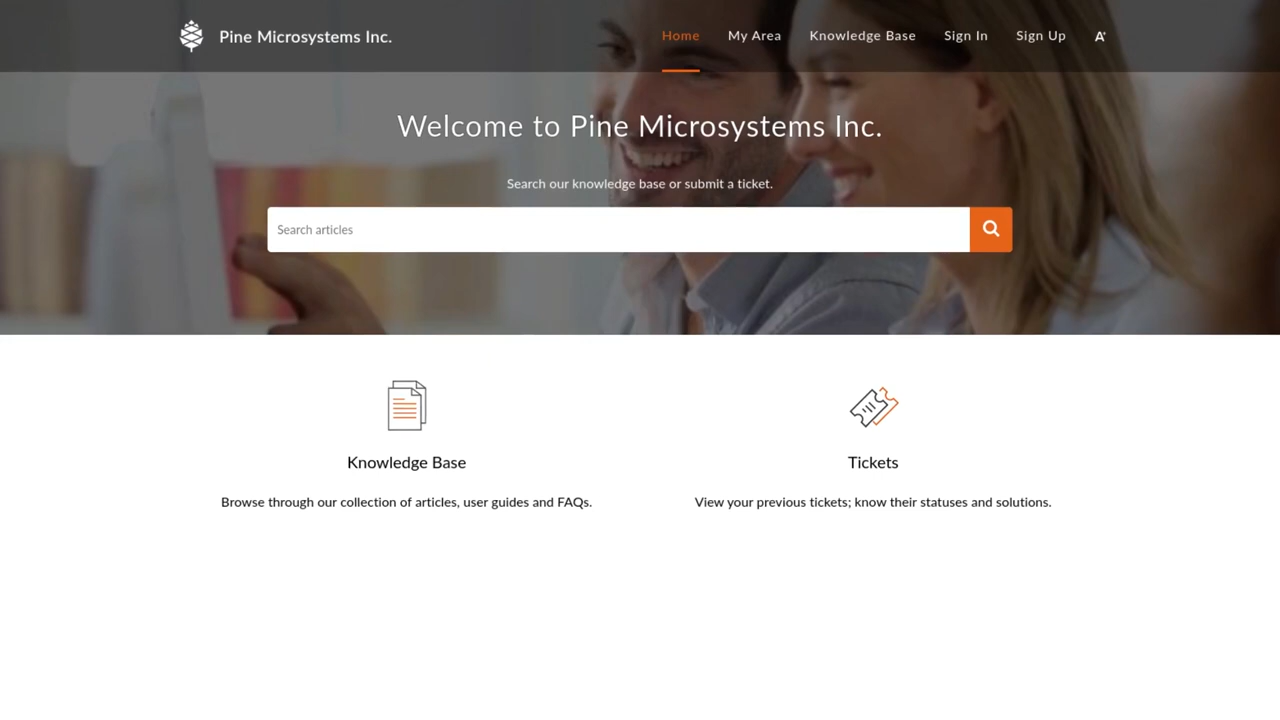 Pine Microsystems Inc.
Home My Area Knowledge Base Sign In Sign Up A+
Welcome to Pine Microsystems Inc.
Search our knowledge base or submit a ticket.
Search articles
Knowledge Base Tickets
Browse through our collection of articles, user guides and FAQs. View your previous tickets; know their statuses and solutions.